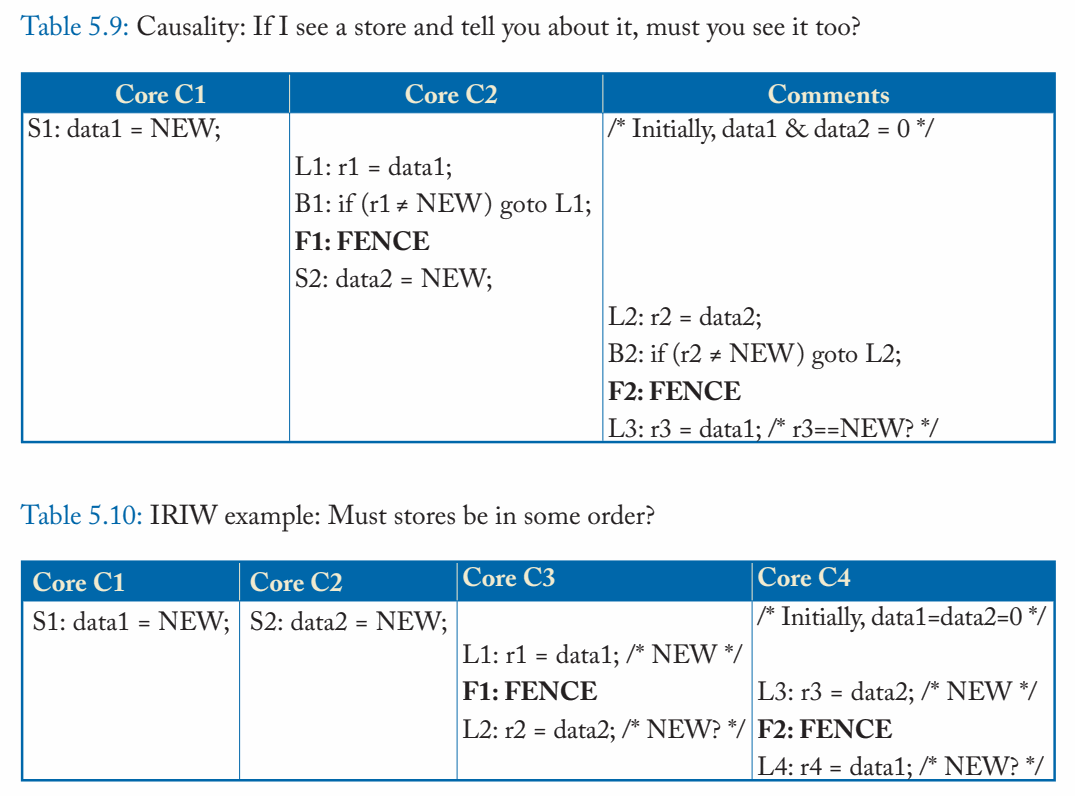 Table 5.9: Causality: If I see a store and tell you about it, must you see it too?
Core C1 Core C2 Comments
S1: data1 = NEW; /* Initially, data1 & data2 = 0 */
L1: r1 = data1;
B1: if (r1 ≠ NEW) goto L1;
F1: FENCE
S2: data2 = NEW;
L2: r2 = data2;
B2: if (r2 ≠ NEW) goto L2;
F2: FENCE
L3: r3 = data1; /* r3==NEW? */
Table 5.10: IRIW example: Must stores be in some order?
Core C1 Core C2 Core C3 Core C4
S1: data1 = NEW; S2: data2 = NEW; /* Initially, data1=data2=0 */
L1: r1 = data1; /* NEW */
F1: FENCE L3: r3 = data2; /* NEW */
L2: r2 = data2; /* NEW? */ F2: FENCE
L4: r4 = data1; /* NEW? */